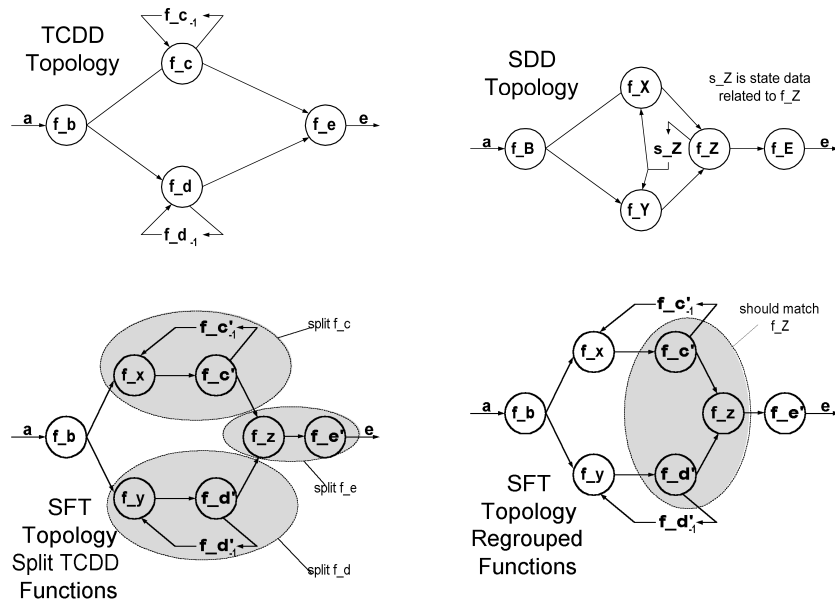 TCDD
Topology
f_c -1
f_c
a
f_b
f_e
e
f_d
f_d -1
SDD
Topology
s_Z is state data
related to f_Z
f_X
a
f_B
s_Z
f_Z
f_E
e
f_Y
split f_c
f_c'-1
f_x
f_c'
a
f_b
f_z
f_e'
e
f_y
f_d'
split f_e
f_d'-1
split f_d
SFT
Topology
Split TCDD
Functions
f_c'-1
should match
f_Z
f_x
f_c'
a
f_b
f_z
f_e'
e
f_y
f_d'
f_d'-1
SFT
Topology
Regrouped
Functions